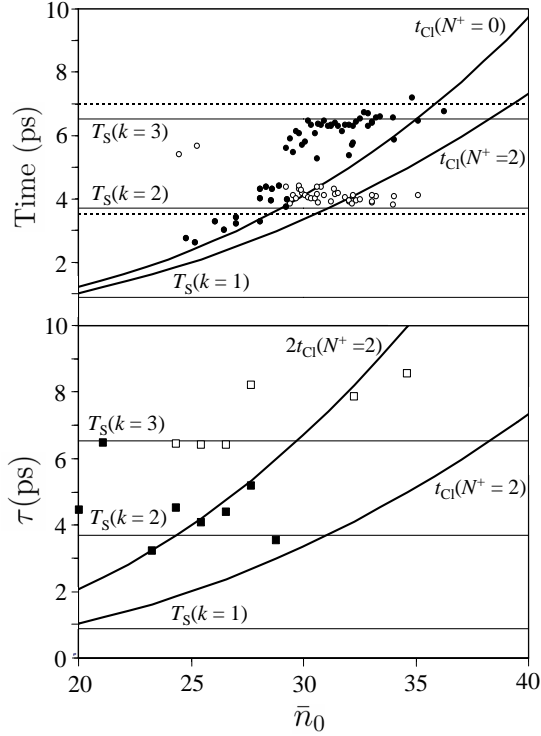 10
t_Cl(N⁺ = 0)
8
T_S(k = 3)
6
t_Cl(N⁺ = 2)
Time (ps)
T_S(k = 2)
4
2
T_S(k = 1)
10
2t_Cl(N⁺ = 2)
8
T_S(k = 3)
6
t_Cl(N⁺ = 2)
τ(ps)
T_S(k = 2)
4
2
T_S(k = 1)
0
20 25 30 35 40
n̄₀